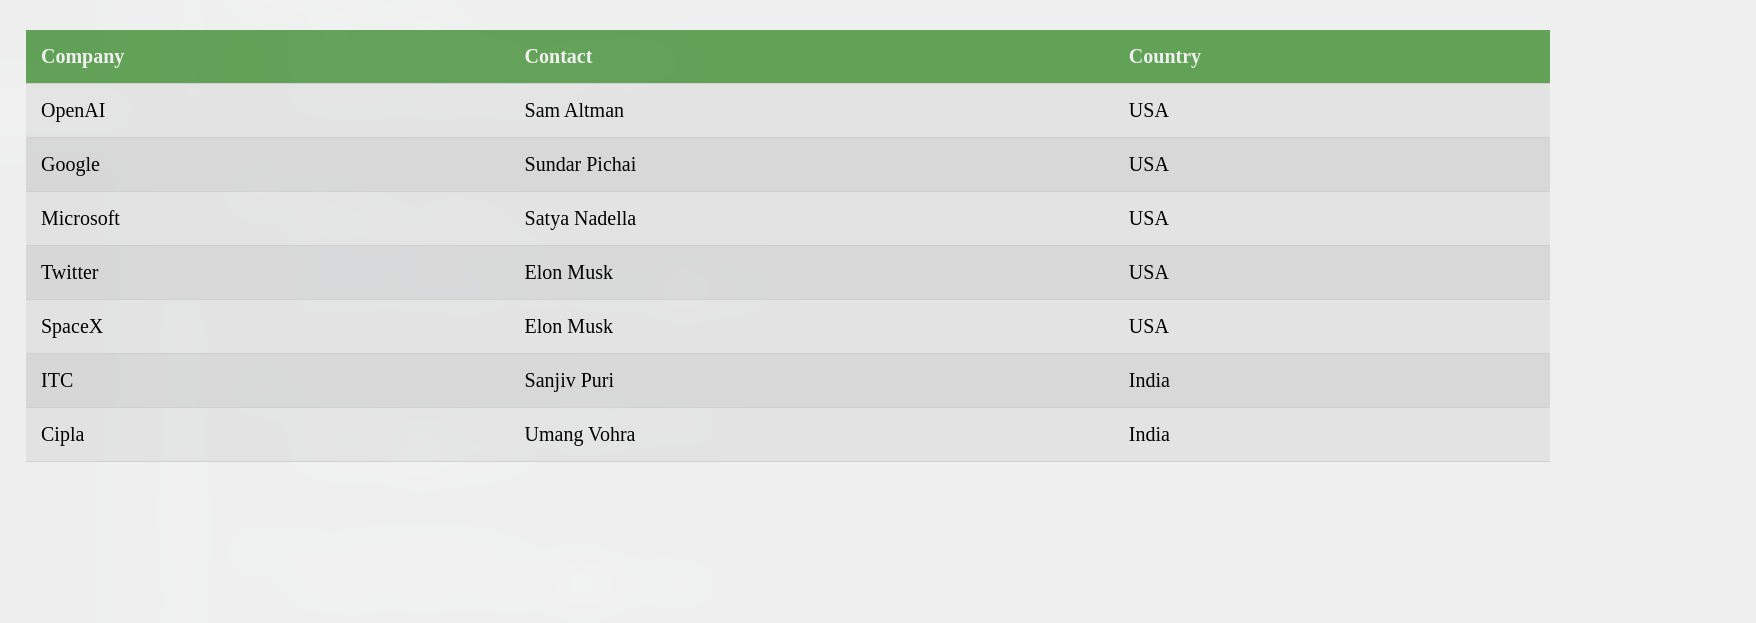 Company Contact Country
OpenAI Sam Altman USA
Google Sundar Pichai USA
Microsoft Satya Nadella USA
Twitter Elon Musk USA
SpaceX Elon Musk USA
ITC Sanjiv Puri India
Cipla Umang Vohra India